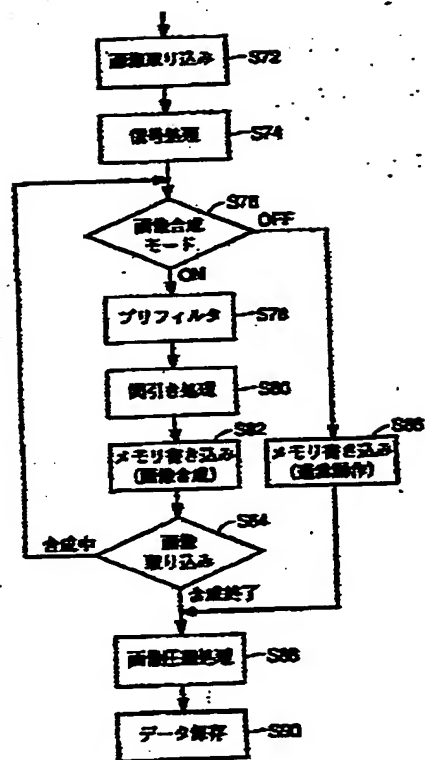 画像取り込み
S72
信号処理
S74
S76
画像合成
モード
OFF
ON
プリフィルタ
S78
間引き処理
S80
S82
メモリ書き込み
(画像合成)
メモリ書き込み
(通常動作)
S84
画像
取り込み
合成中
合成終了
画像圧縮処理
データ保存
S90